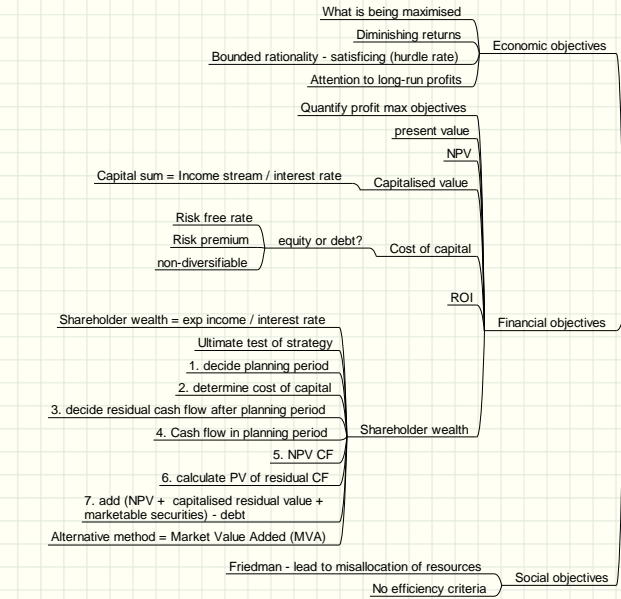 What is being maximised
Diminishing returns
Economic objectives
Bounded rationality - satisficing (hurdle rate)
Attention to long-run profits
Quantify profit max objectives
present value
NPV
Capital sum = Income stream / interest rate
Capitalised value
Risk free rate
Risk premium
equity or debt?
Cost of capital
non-diversifiable
ROI
Financial objectives
Shareholder wealth = exp income / interest rate
Ultimate test of strategy
1. decide planning period
2. determine cost of capital
3. decide residual cash flow after planning period
4. Cash flow in planning period
Shareholder wealth
5. NPV CF
6. calculate PV of residual CF
7. add (NPV + capitalised residual value +
marketable securities) - debt
Alternative method = Market Value Added (MVA)
Friedman - lead to misallocation of resources
Social objectives
No efficiency criteria